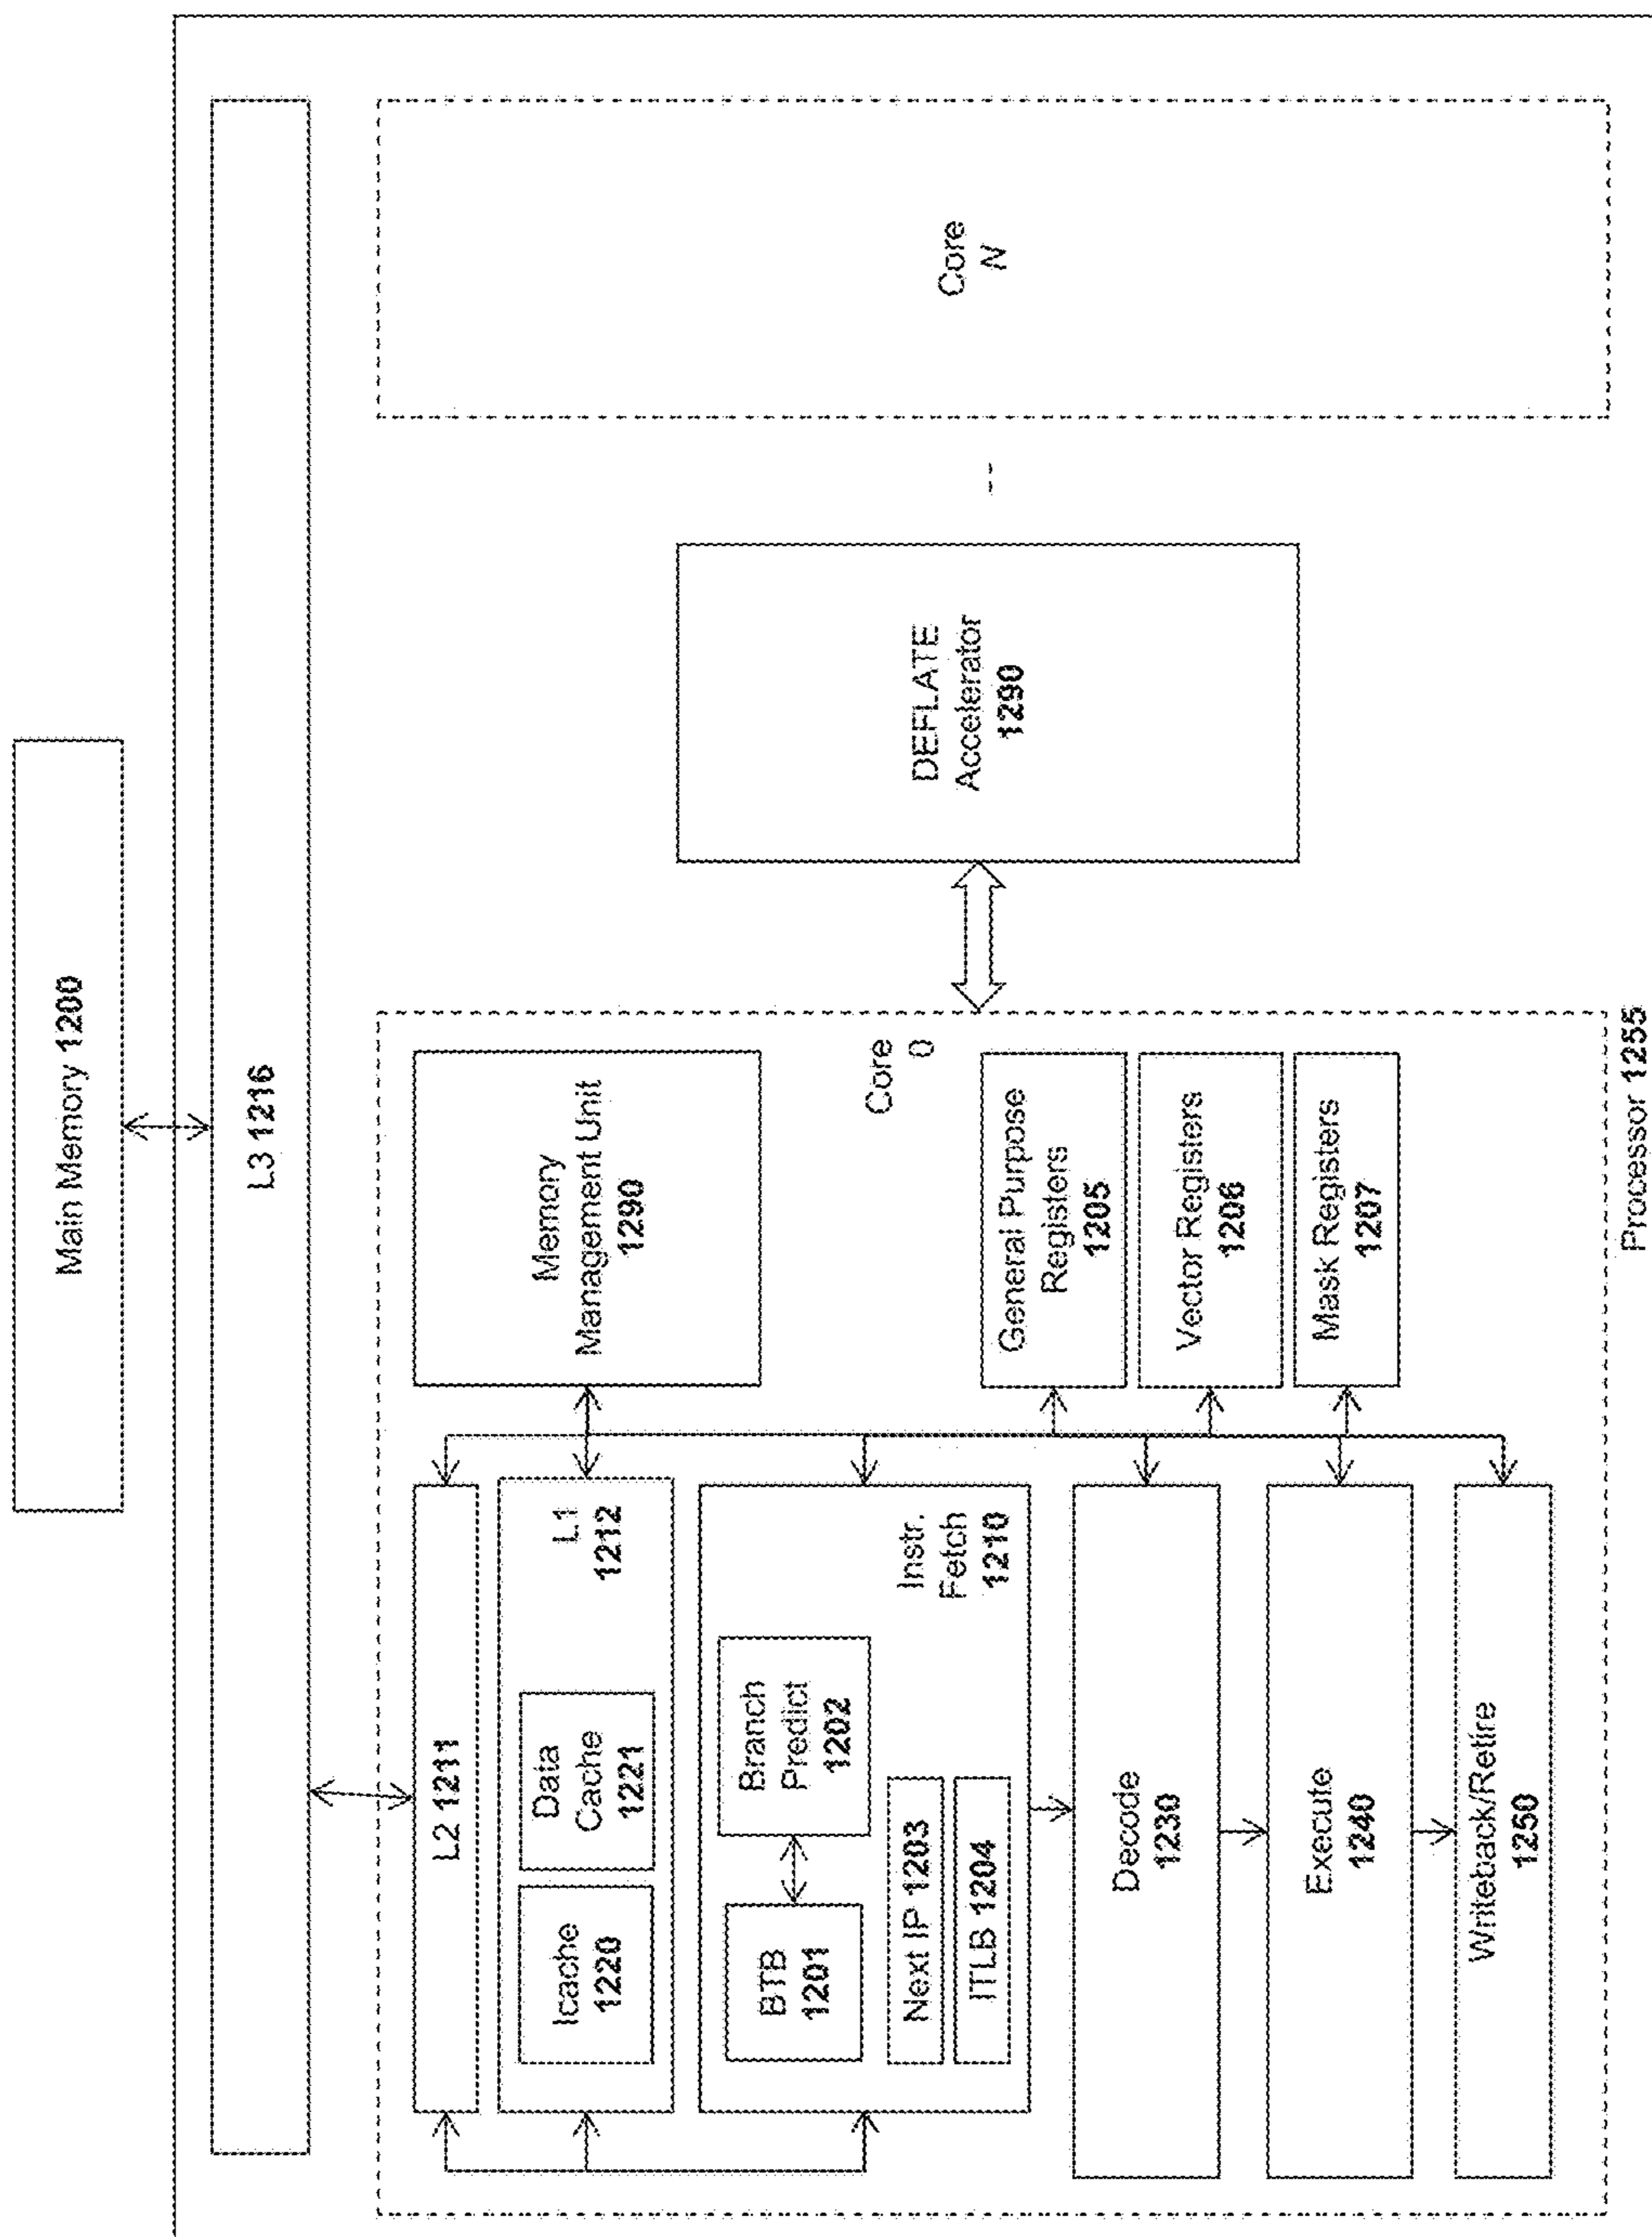 Main Memory 1200
L3 1216
L2 1211
Icache
1220
Data
Cache
1221
L1
1212
Memory
Management Unit
1290
BTB
1201
Branch
Predict
1202
Next IP 1203
ITLB 1204
Instr.
Fetch
1210
Core
0
General Purpose
Registers
1205
Vector Registers
1206
Mask Registers
1207
Decode
1230
Execute
1240
Writeback/Retire
1250
DEFLATE
Accelerator
1290
Core
N
Processor 1255